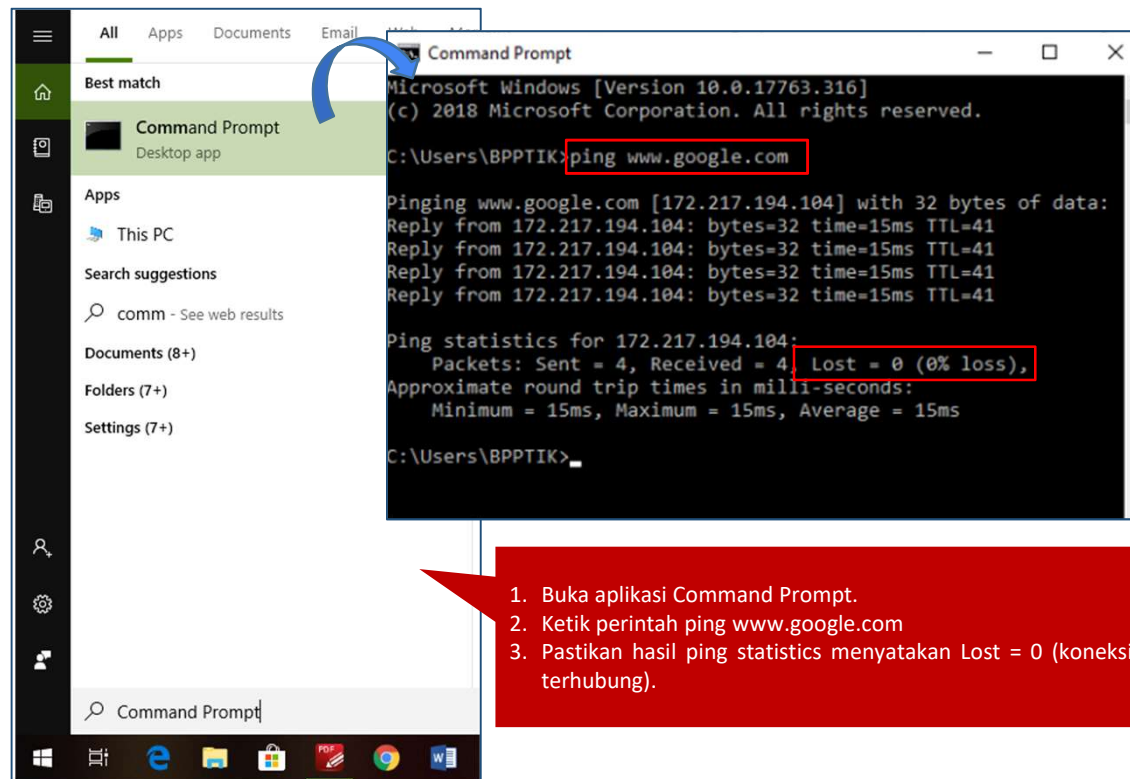 All Apps Documents Email
Best match
Command Prompt
Desktop app
Apps
This PC
Search suggestions
comm - See web results
Documents (8+)
Folders (7+)
Settings (7+)
Command Prompt
Command Prompt
Microsoft Windows [Version 10.0.17763.316]
(c) 2018 Microsoft Corporation. All rights reserved.
C:\Users\BPPTIK>ping www.google.com
Pinging www.google.com [172.217.194.104] with 32 bytes of data:
Reply from 172.217.194.104: bytes=32 time=15ms TTL=41
Reply from 172.217.194.104: bytes=32 time=15ms TTL=41
Reply from 172.217.194.104: bytes=32 time=15ms TTL=41
Reply from 172.217.194.104: bytes=32 time=15ms TTL=41
Ping statistics for 172.217.194.104:
Packets: Sent = 4, Received = 4, Lost = 0 (0% loss),
Approximate round trip times in milli-seconds:
Minimum = 15ms, Maximum = 15ms, Average = 15ms
C:\Users\BPPTIK>
1. Buka aplikasi Command Prompt.
2. Ketik perintah ping www.google.com
3. Pastikan hasil ping statistics menyatakan Lost = 0 (koneksi
terhubung).
PDF